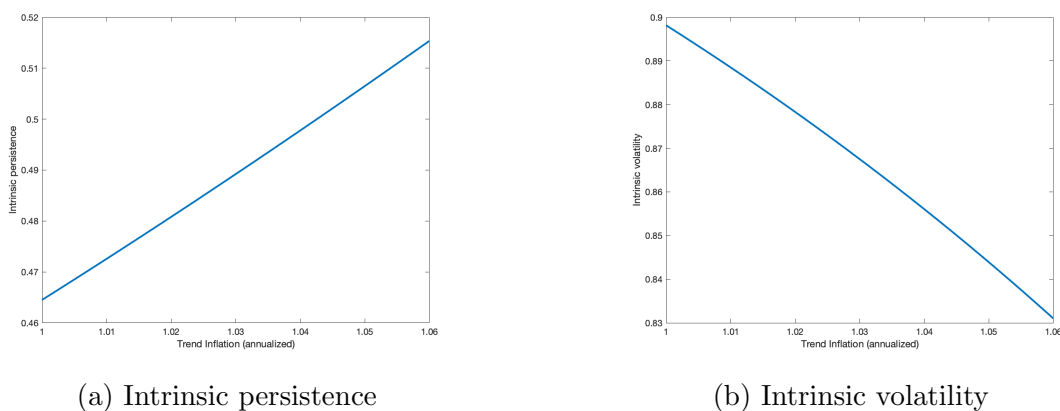 0.52
0.51
0.5
0.49
0.48
0.47
0.46
Intrinsic persistence
1 1.01 1.02 1.03 1.04 1.05 1.06
Trend Inflation (annualized)
(a) Intrinsic persistence
0.9
0.89
0.88
0.87
0.86
0.85
0.84
0.83
Intrinsic volatility
1 1.01 1.02 1.03 1.04 1.05 1.06
Trend Inflation (annualized)
(b) Intrinsic volatility